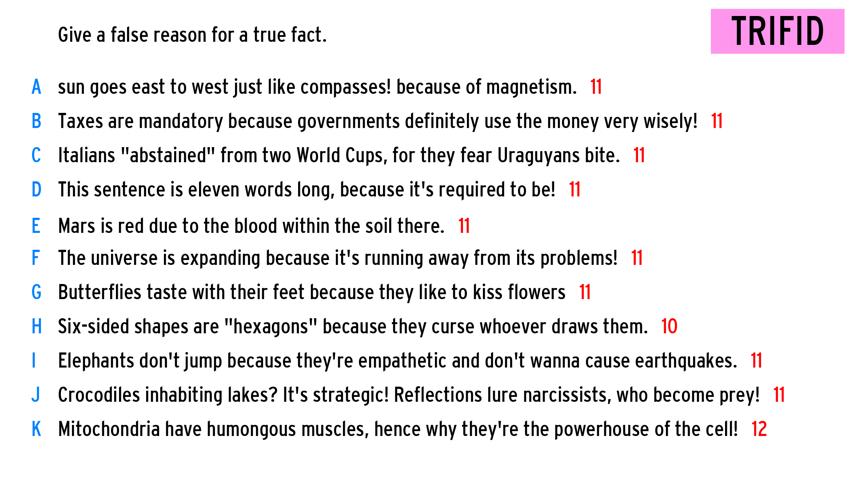 Give a false reason for a true fact.
TRIFID
A sun goes east to west just like compasses! because of magnetism. 11
B Taxes are mandatory because governments definitely use the money very wisely! 11
C Italians "abstained" from two World Cups, for they fear Uraguyans bite. 11
D This sentence is eleven words long, because it's required to be! 11
E Mars is red due to the blood within the soil there. 11
F The universe is expanding because it's running away from its problems! 11
G Butterflies taste with their feet because they like to kiss flowers 11
H Six-sided shapes are "hexagons" because they curse whoever draws them. 10
I Elephants don't jump because they're empathetic and don't wanna cause earthquakes. 11
J Crocodiles inhabiting lakes? It's strategic! Reflections lure narcissists, who become prey! 11
K Mitochondria have humongous muscles, hence why they're the powerhouse of the cell! 12